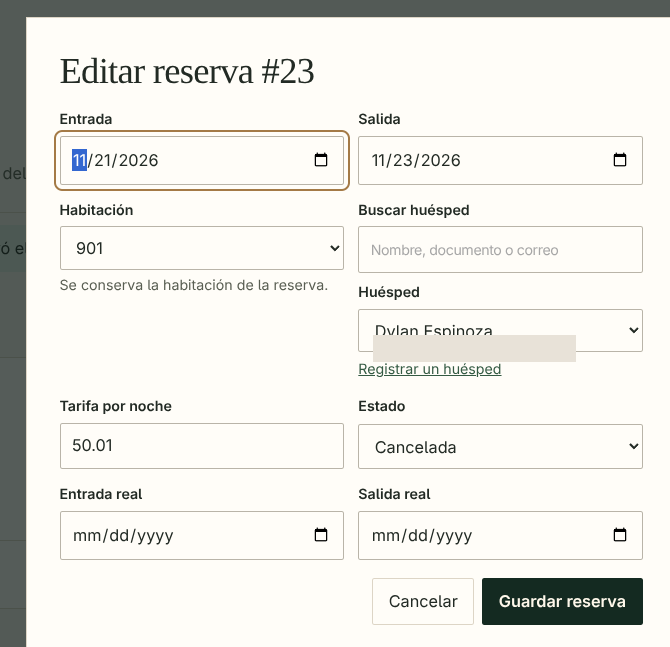 Editar reserva #23
Entrada
Salida
11/21/2026
11/23/2026
Habitación
Buscar huésped
901
Nombre, documento o correo
Se conserva la habitación de la reserva.
Huésped
Dylan Espinoza
Registrar un huésped
Tarifa por noche
Estado
50.01
Cancelada
Entrada real
Salida real
mm/dd/yyyy
mm/dd/yyyy
Cancelar
Guardar reserva
del
ó el